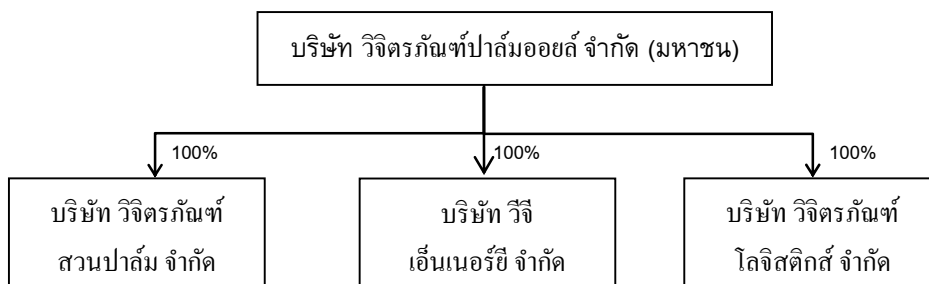 บริษัท วิจิตรภัณฑ์ปาล์มออยล์ จำกัด (มหาชน)
100%
100%
100%
บริษัท วิจิตรภัณฑ์
สวนปาล์ม จำกัด
บริษัท วีจี
เอ็นเนอร์ยี จำกัด
บริษัท วิจิตรภัณฑ์
โลจิสติกส์ จำกัด